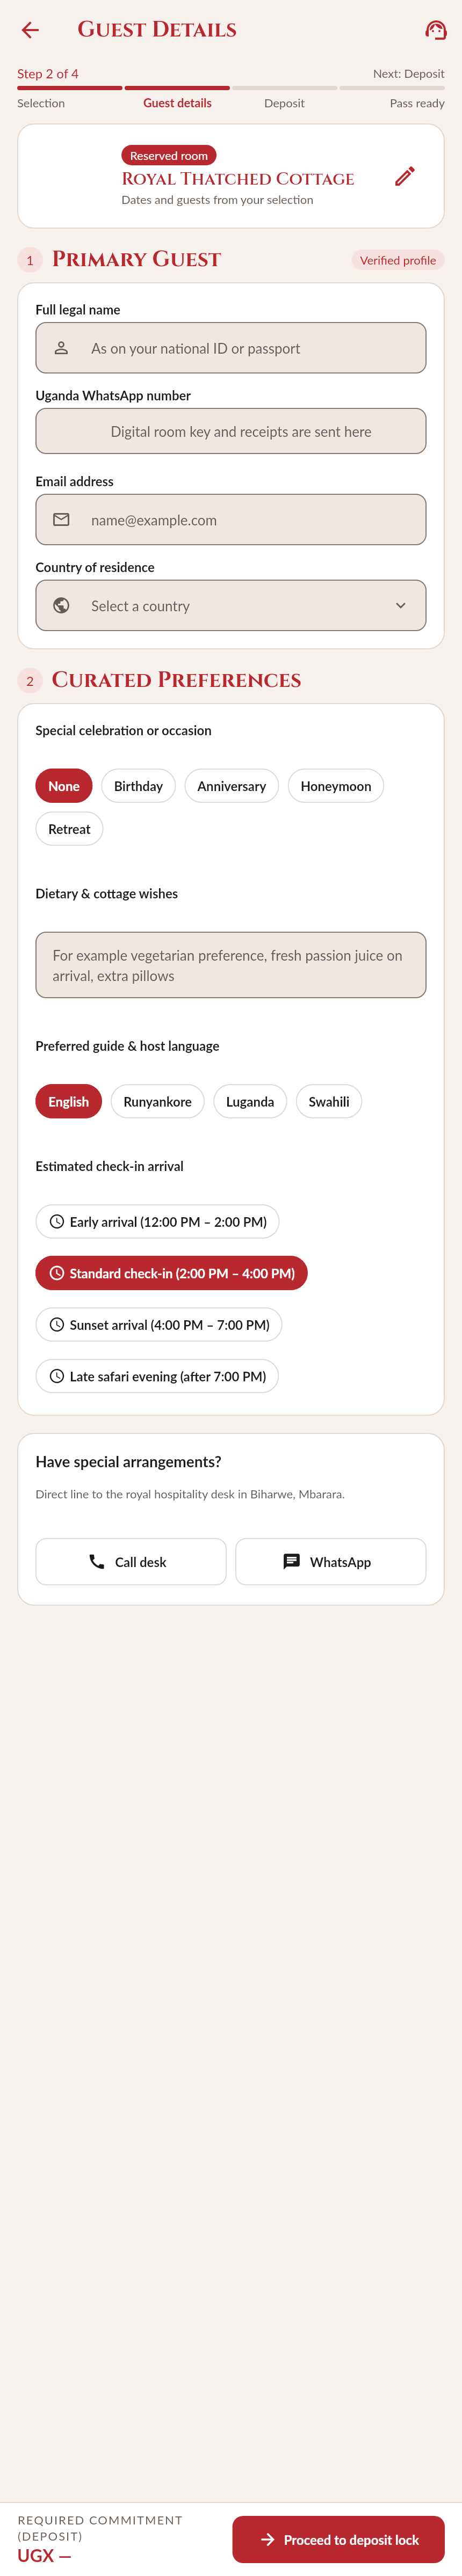 Guest Details
Step 2 of 4
Next: Deposit
Selection
Guest details
Deposit
Pass ready
Reserved room
Royal Thatched Cottage
Dates and guests from your selection
1
Primary Guest
Verified profile
Full legal name
As on your national ID or passport
Uganda WhatsApp number
Digital room key and receipts are sent here
Email address
name@example.com
Country of residence
Select a country
2
Curated Preferences
Special celebration or occasion
None
Birthday
Anniversary
Honeymoon
Retreat
Dietary & cottage wishes
For example vegetarian preference, fresh passion juice on
arrival, extra pillows
Preferred guide & host language
English
Runyankore
Luganda
Swahili
Estimated check-in arrival
Early arrival (12:00 PM – 2:00 PM)
Standard check-in (2:00 PM – 4:00 PM)
Sunset arrival (4:00 PM – 7:00 PM)
Late safari evening (after 7:00 PM)
Have special arrangements?
Direct line to the royal hospitality desk in Biharwe, Mbarara.
Call desk
WhatsApp
REQUIRED COMMITMENT
(DEPOSIT)
UGX —
Proceed to deposit lock